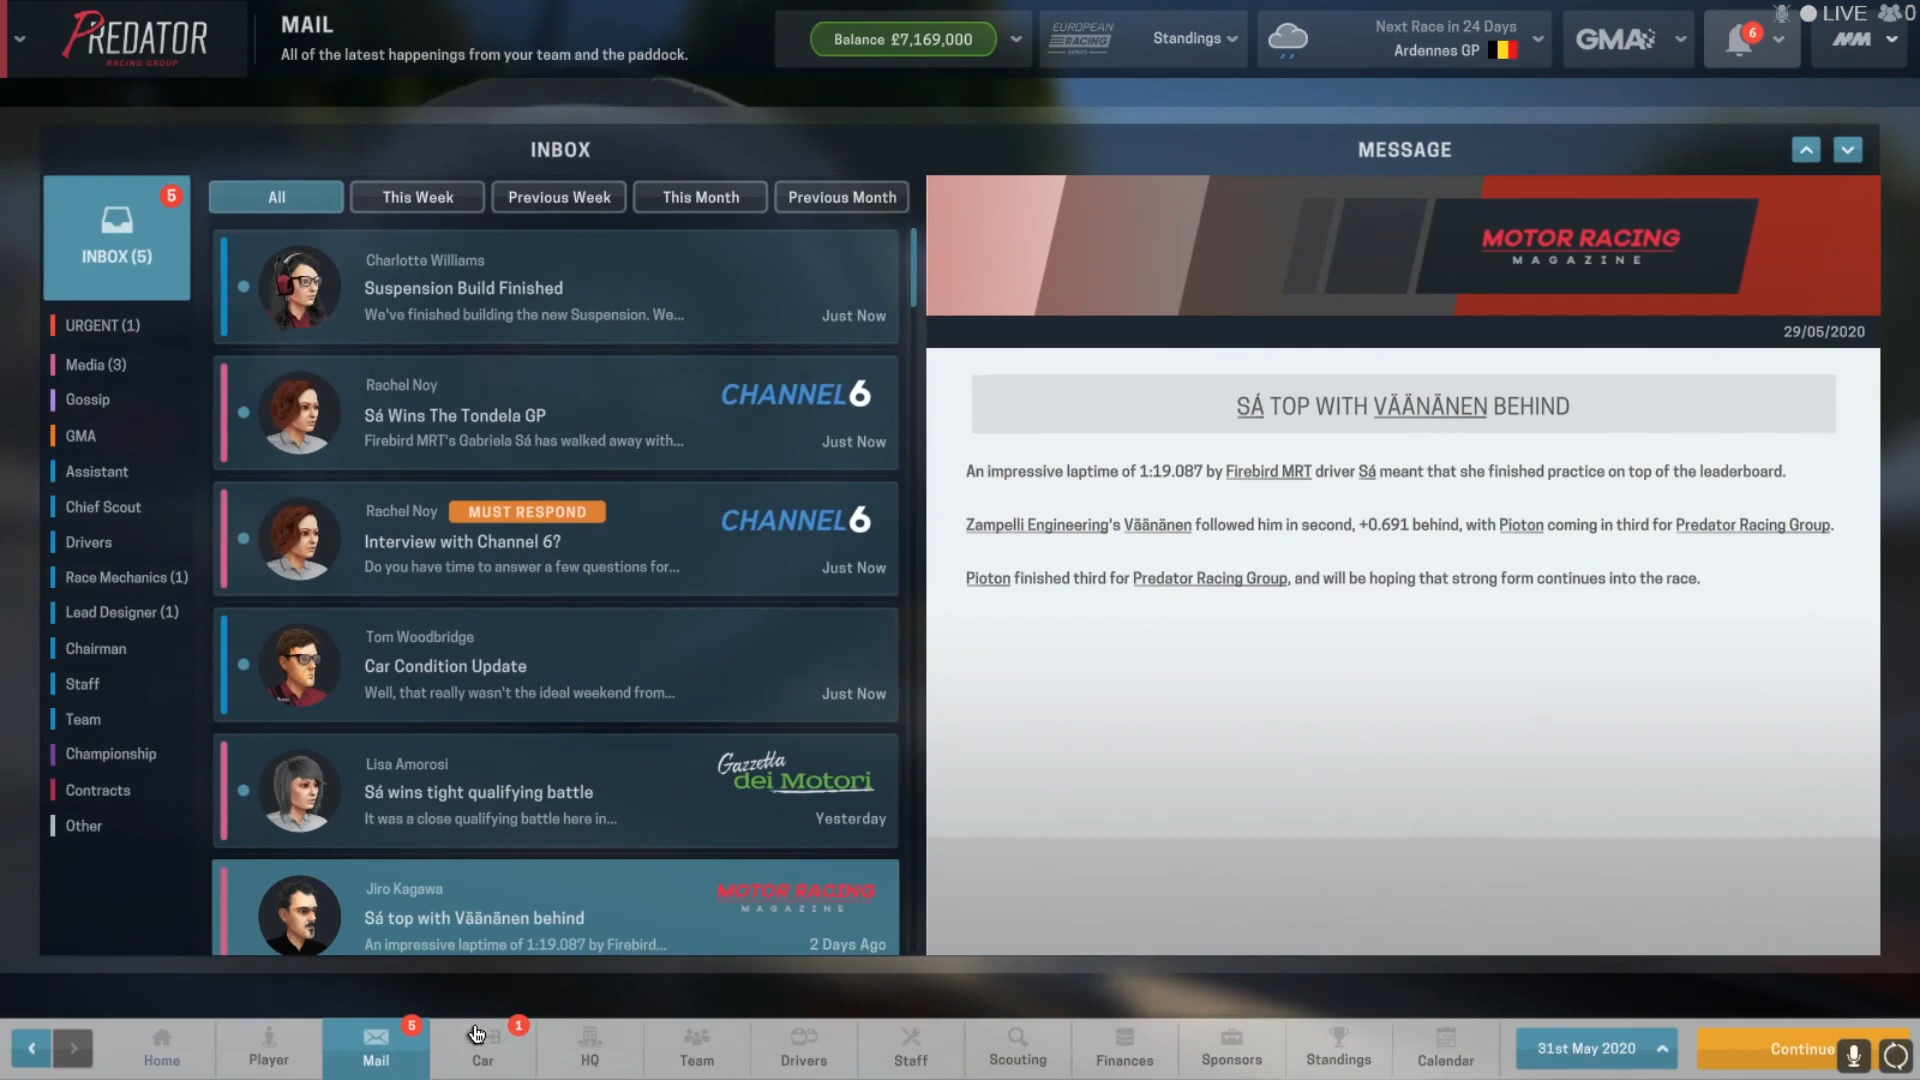 PREDATOR
RACING GROUP
MAIL
All of the latest happenings from your team and the paddock.
Balance £7,169,000
EUROPEAN
RACING
SERIES
Standings
Next Race in 24 Days
Ardennes GP
GMA
6
LIVE 0
INBOX
MESSAGE
5
INBOX (5)
URGENT (1)
Media (3)
Gossip
GMA
Assistant
Chief Scout
Drivers
Race Mechanics (1)
Lead Designer (1)
Chairman
Staff
Team
Championship
Contracts
Other
All
This Week
Previous Week
This Month
Previous Month
Charlotte Williams
Suspension Build Finished
We've finished building the new Suspension. We...
Just Now
Rachel Noy
CHANNEL6
Sá Wins The Tondela GP
Firebird MRT's Gabriela Sá has walked away with...
Just Now
Rachel Noy
MUST RESPOND
CHANNEL6
Interview with Channel 6?
Do you have time to answer a few questions for...
Just Now
Tom Woodbridge
Car Condition Update
Well, that really wasn't the ideal weekend from...
Just Now
Lisa Amorosi
Gazzetta
dei Motori
Sá wins tight qualifying battle
It was a close qualifying battle here in...
Yesterday
Jiro Kagawa
MOTOR RACING
MAGAZINE
Sá top with Väänänen behind
An impressive laptime of 1:19.087 by Firebird...
2 Days Ago
MOTOR RACING
MAGAZINE
29/05/2020
SÁ TOP WITH VÄÄNÄNEN BEHIND
An impressive laptime of 1:19.087 by Firebird MRT driver Sá meant that she finished practice on top of the leaderboard.
Zampelli Engineering's Väänänen followed him in second, +0.691 behind, with Pioton coming in third for Predator Racing Group.
Pioton finished third for Predator Racing Group, and will be hoping that strong form continues into the race.
Home
Player
5
Mail
1
Car
HQ
Team
Drivers
Staff
Scouting
Finances
Sponsors
Standings
Calendar
31st May 2020
Continue